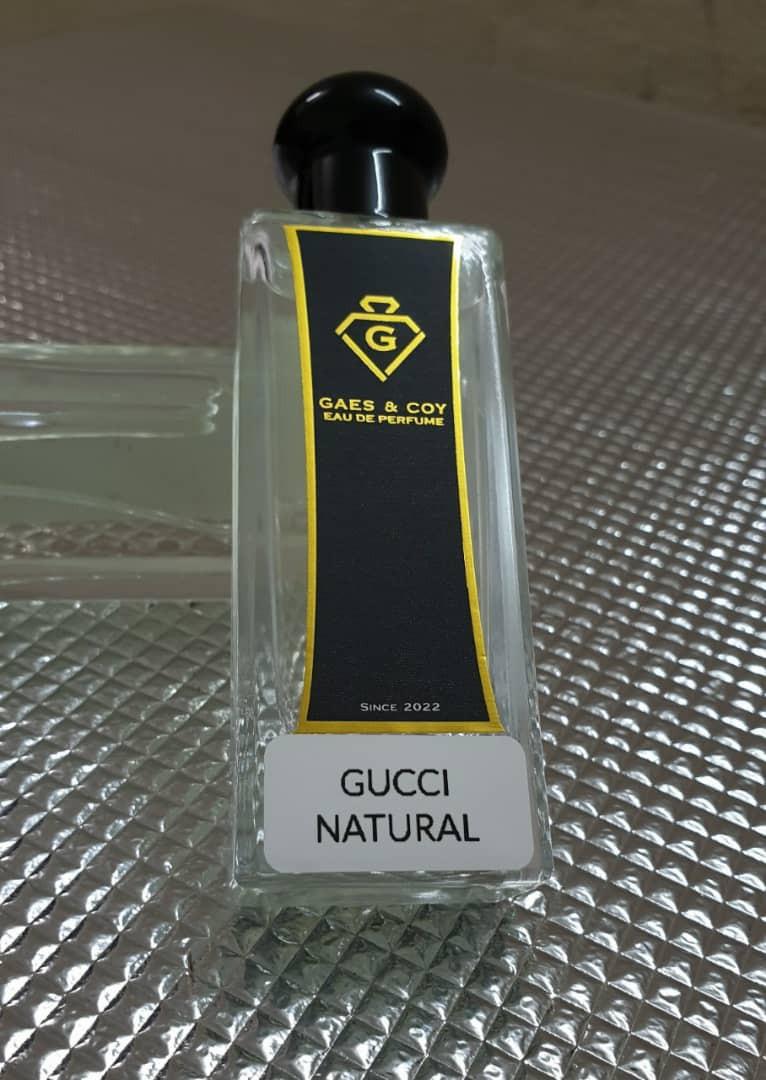 G
GAES & COY
EAU DE PERFUME
SINCE 2022
GUCCI
NATURAL